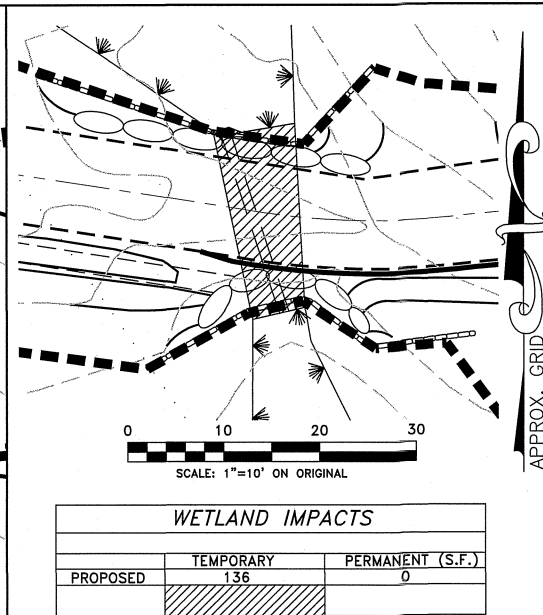 0 10 20 30
SCALE: 1"=10' ON ORIGINAL
APPROX. GRID
WETLAND IMPACTS
TEMPORARY PERMANENT (S.F.)
PROPOSED 136 0